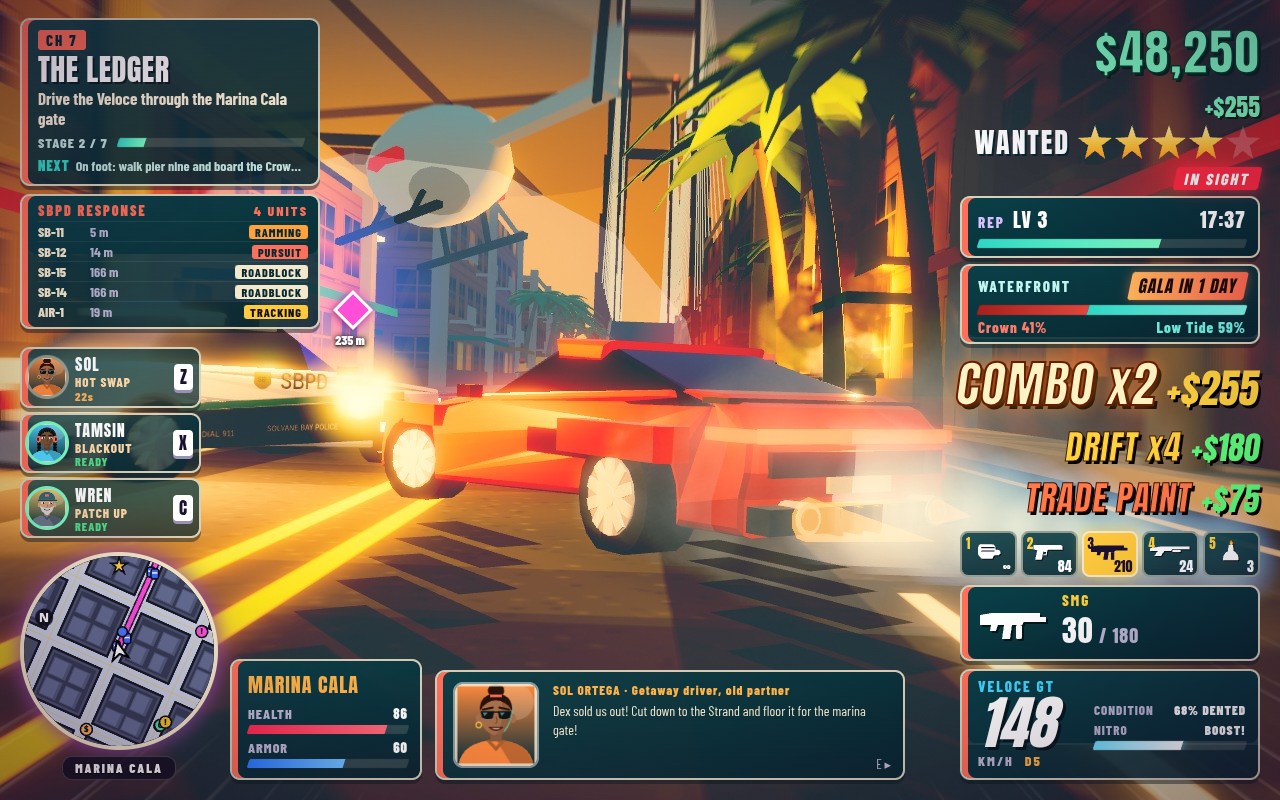 CH 7
THE LEDGER
Drive the Veloce through the Marina Cala
gate
STAGE 2 / 7
NEXT On foot: walk pier nine and board the Crow...
SBPD RESPONSE 4 UNITS
SB-11 5 m RAMMING
SB-12 14 m PURSUIT
SB-15 166 m ROADBLOCK
SB-14 166 m ROADBLOCK
AIR-1 19 m TRACKING
235 m
SOL
HOT SWAP
22s
Z
TAMSIN
BLACKOUT
READY
X
WREN
PATCH UP
READY
C
SBPD
DIAL 911
SOLVANE BAY POLICE
N
MARINA CALA
MARINA CALA
HEALTH 86
ARMOR 60
SOL ORTEGA · Getaway driver, old partner
Dex sold us out! Cut down to the Strand and floor it for the marina
gate!
E ▸
$48,250
+$255
WANTED
IN SIGHT
REP LV 3 17:37
WATERFRONT GALA IN 1 DAY
Crown 41% Low Tide 59%
COMBO x2 +$255
DRIFT x4 +$180
TRADE PAINT +$75
1 ∞
2 84
3 210
4 24
5 3
SMG
30 / 180
VELOCE GT
148
KM/H D5
CONDITION 68% DENTED
NITRO BOOST!